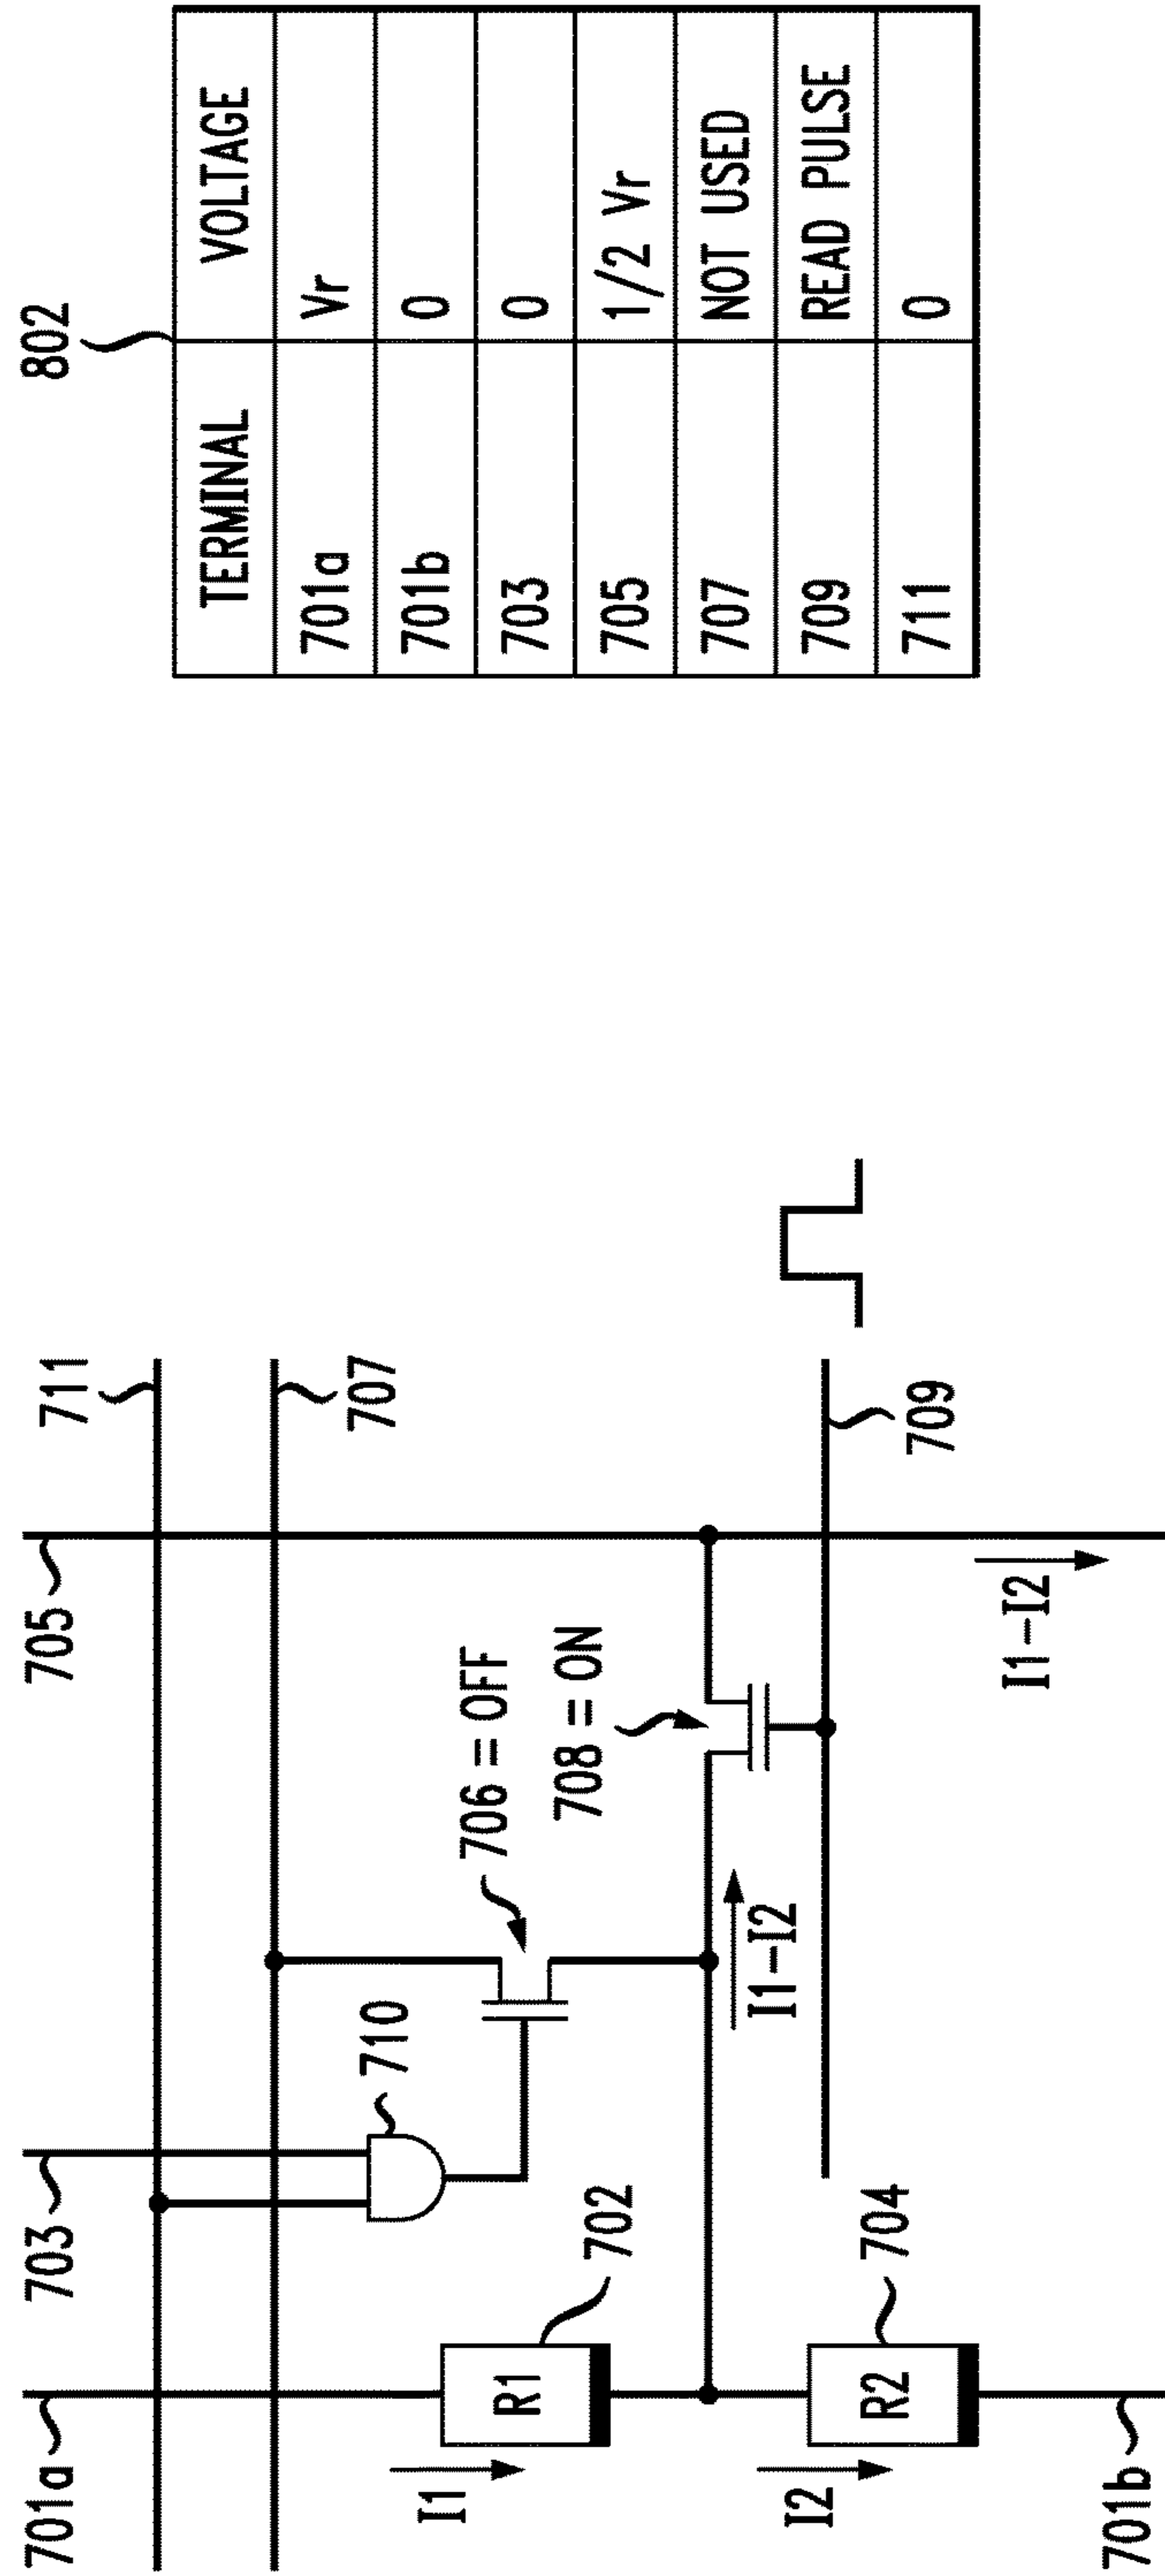 701a
703
705
711
707
710
706 = OFF
708 = ON
I1
R1
702
I1-I2
I2
R2
704
709
I1-I2
701b
802
TERMINAL VOLTAGE
701a Vr
701b 0
703 0
705 1/2 Vr
707 NOT USED
709 READ PULSE
711 0